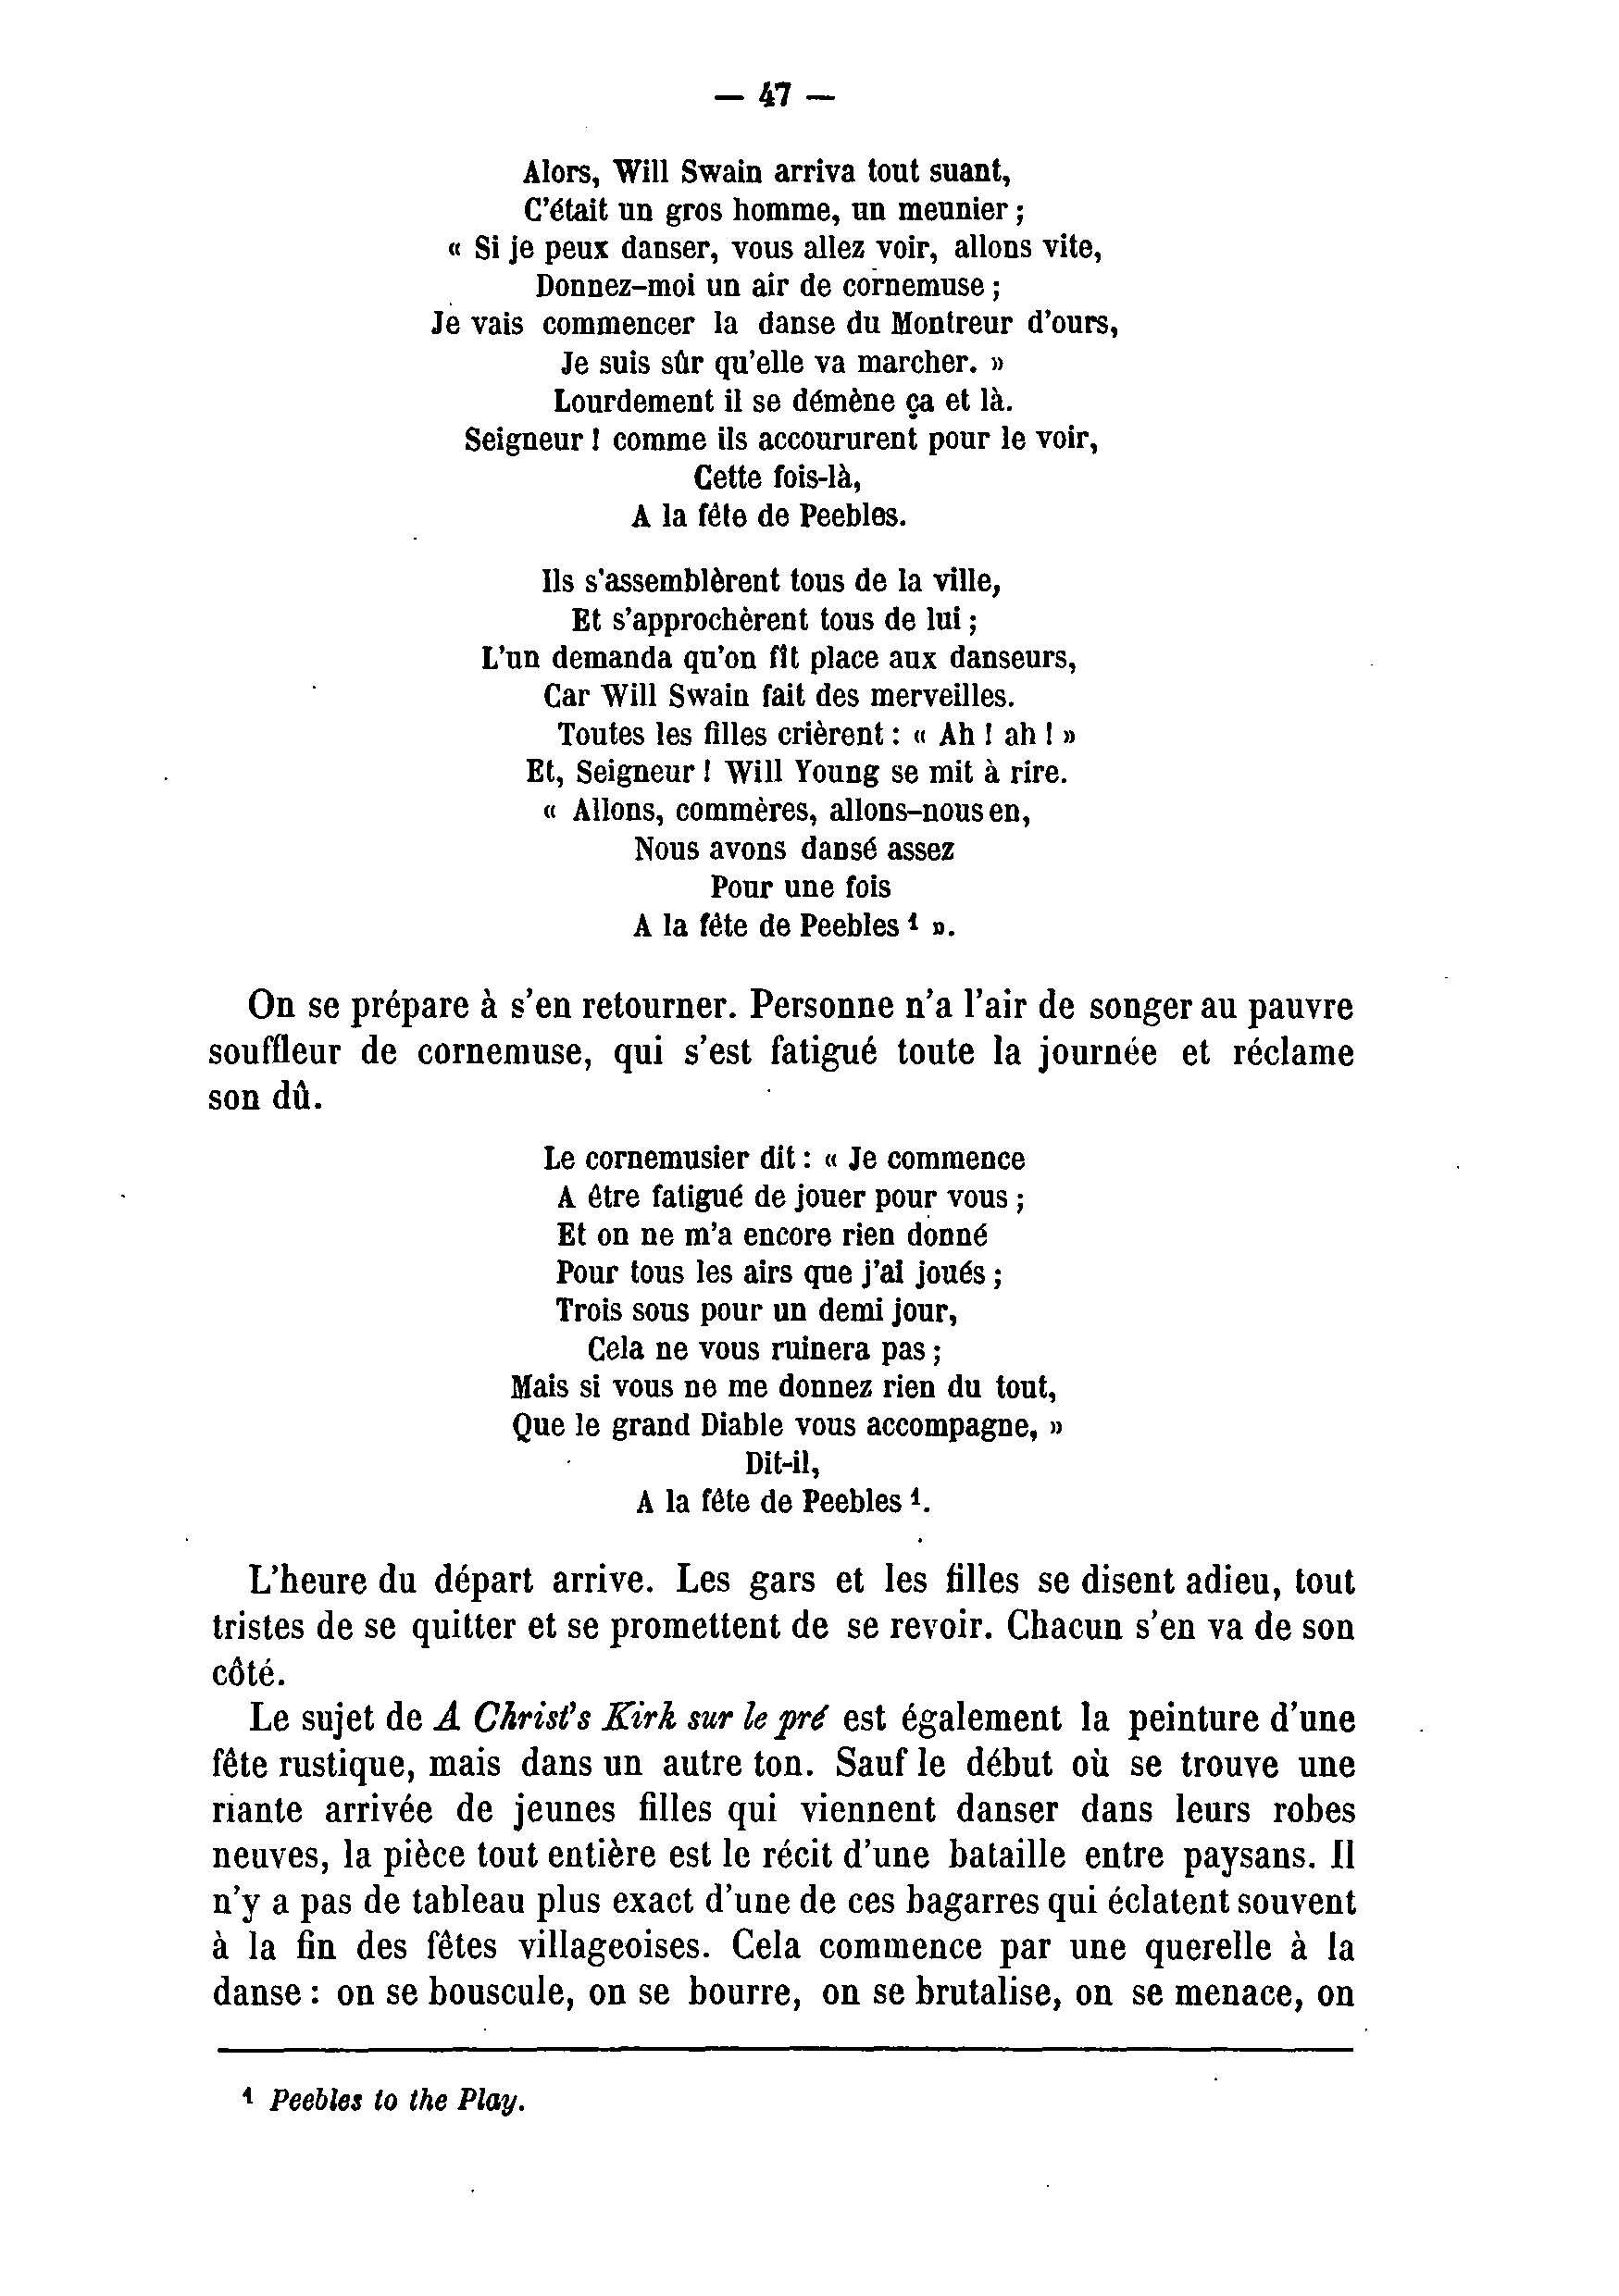 — 47 —
Alors, Will Swain arriva tout suant,
C'était un gros homme, un meunier ;
« Si je peux danser, vous allez voir, allons vite,
Donnez-moi un air de cornemuse ;
Je vais commencer la danse du Montreur d'ours,
Je suis sûr qu'elle va marcher. »
Lourdement il se démène ça et là.
Seigneur ! comme ils accoururent pour le voir,
Cette fois-là,
A la fête de Peebles.
Ils s'assemblèrent tous de la ville,
Et s'approchèrent tous de lui ;
L'un demanda qu'on fît place aux danseurs,
Car Will Swain fait des merveilles.
Toutes les filles crièrent : « Ah ! ah ! »
Et, Seigneur ! Will Young se mit à rire.
« Allons, commères, allons-nous en,
Nous avons dansé assez
Pour une fois
A la fête de Peebles ¹ ».
On se prépare à s'en retourner. Personne n'a l'air de songer au pauvre
souffleur de cornemuse, qui s'est fatigué toute la journée et réclame
son dû.
Le cornemusier dit : « Je commence
A être fatigué de jouer pour vous ;
Et on ne m'a encore rien donné
Pour tous les airs que j'ai joués ;
Trois sous pour un demi jour,
Cela ne vous ruinera pas ;
Mais si vous ne me donnez rien du tout,
Que le grand Diable vous accompagne, »
Dit-il,
A la fête de Peebles ¹.
L'heure du départ arrive. Les gars et les filles se disent adieu, tout
tristes de se quitter et se promettent de se revoir. Chacun s'en va de son
côté.
Le sujet de A Christ's Kirk sur le pré est également la peinture d'une
fête rustique, mais dans un autre ton. Sauf le début où se trouve une
riante arrivée de jeunes filles qui viennent danser dans leurs robes
neuves, la pièce tout entière est le récit d'une bataille entre paysans. Il
n'y a pas de tableau plus exact d'une de ces bagarres qui éclatent souvent
à la fin des fêtes villageoises. Cela commence par une querelle à la
danse : on se bouscule, on se bourre, on se brutalise, on se menace, on
¹ Peebles to the Play.